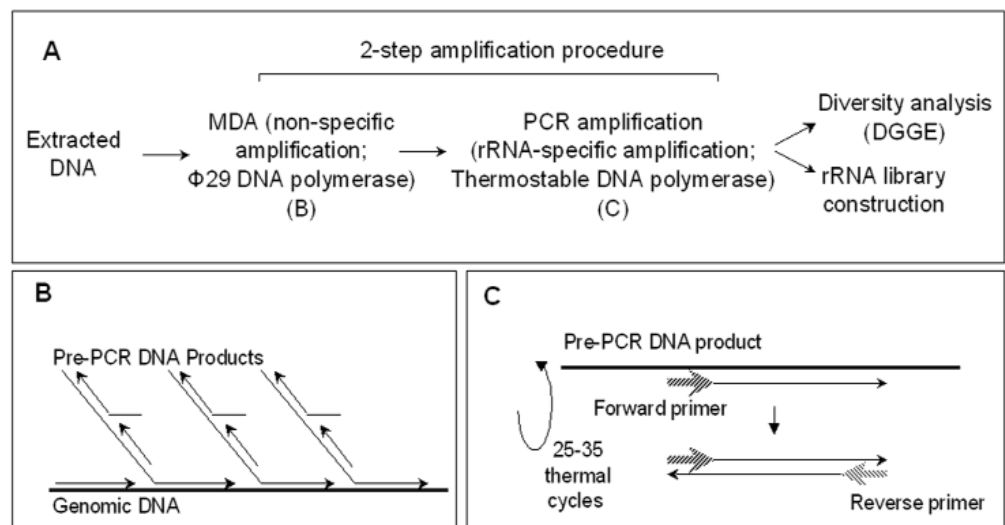 A
2-step amplification procedure
Extracted
DNA
MDA (non-specific
amplification;
Φ29 DNA polymerase)
(B)
PCR amplification
(rRNA-specific amplification;
Thermostable DNA polymerase)
(C)
Diversity analysis
(DGGE)
rRNA library
construction
B
Pre-PCR DNA Products
Genomic DNA
C
Pre-PCR DNA product
Forward primer
25-35
thermal
cycles
Reverse primer